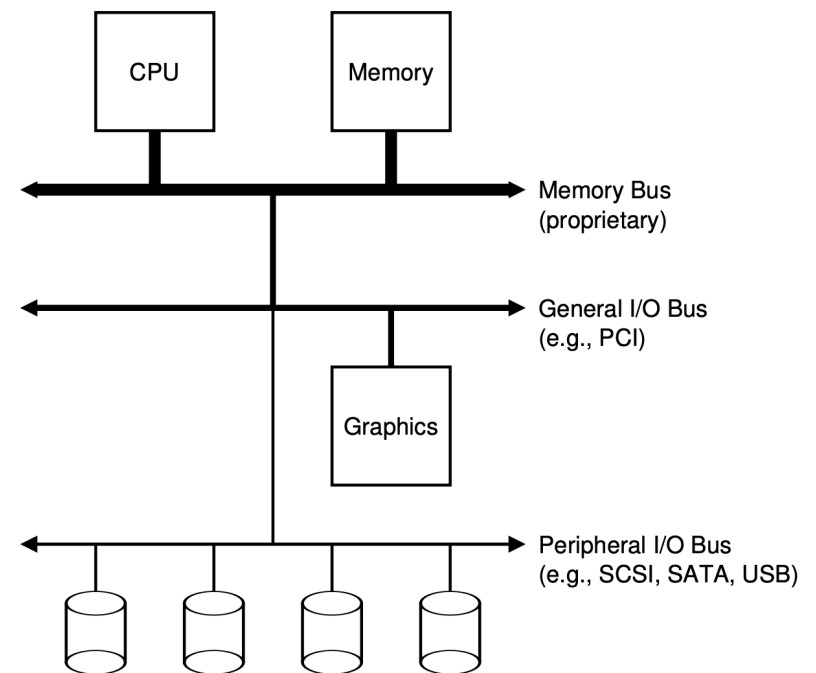 CPU
Memory
Memory Bus
(proprietary)
General I/O Bus
(e.g., PCI)
Graphics
Peripheral I/O Bus
(e.g., SCSI, SATA, USB)